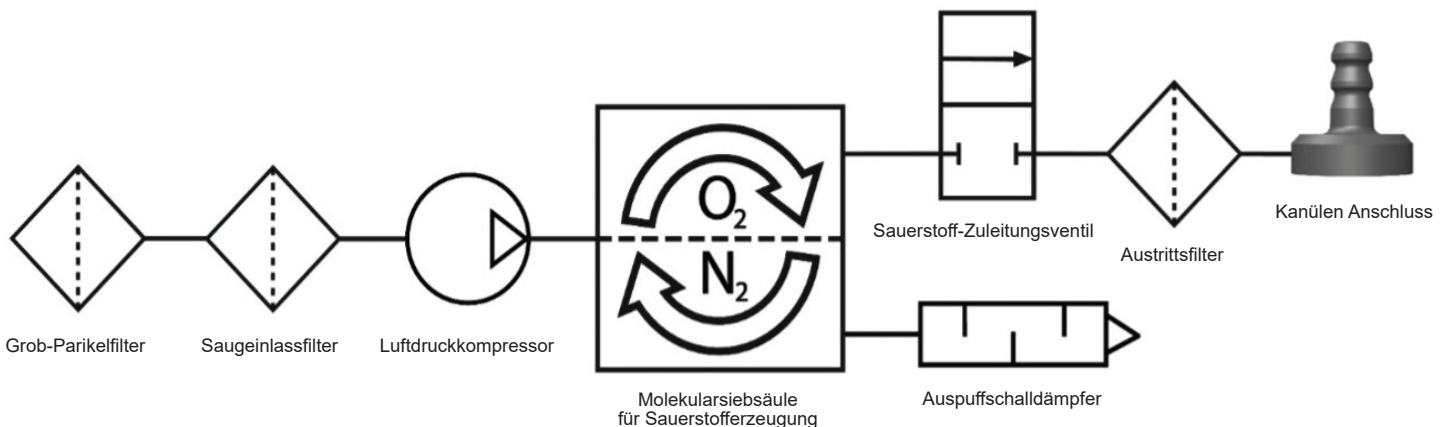 Grob-Parikelfilter
Saugeinlassfilter
Luftdruckkompressor
O2
N2
Molekularsiebsäule
für Sauerstofferzeugung
Sauerstoff-Zuleitungsventil
Austrittsfilter
Kanülen Anschluss
Auspuffschalldämpfer